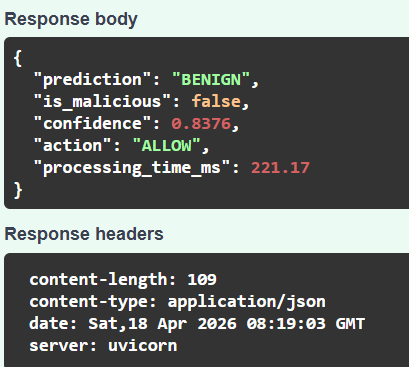 Response body
{
  "prediction": "BENIGN",
  "is_malicious": false,
  "confidence": 0.8376,
  "action": "ALLOW",
  "processing_time_ms": 221.17
}
Response headers
content-length: 109
content-type: application/json
date: Sat,18 Apr 2026 08:19:03 GMT
server: uvicorn